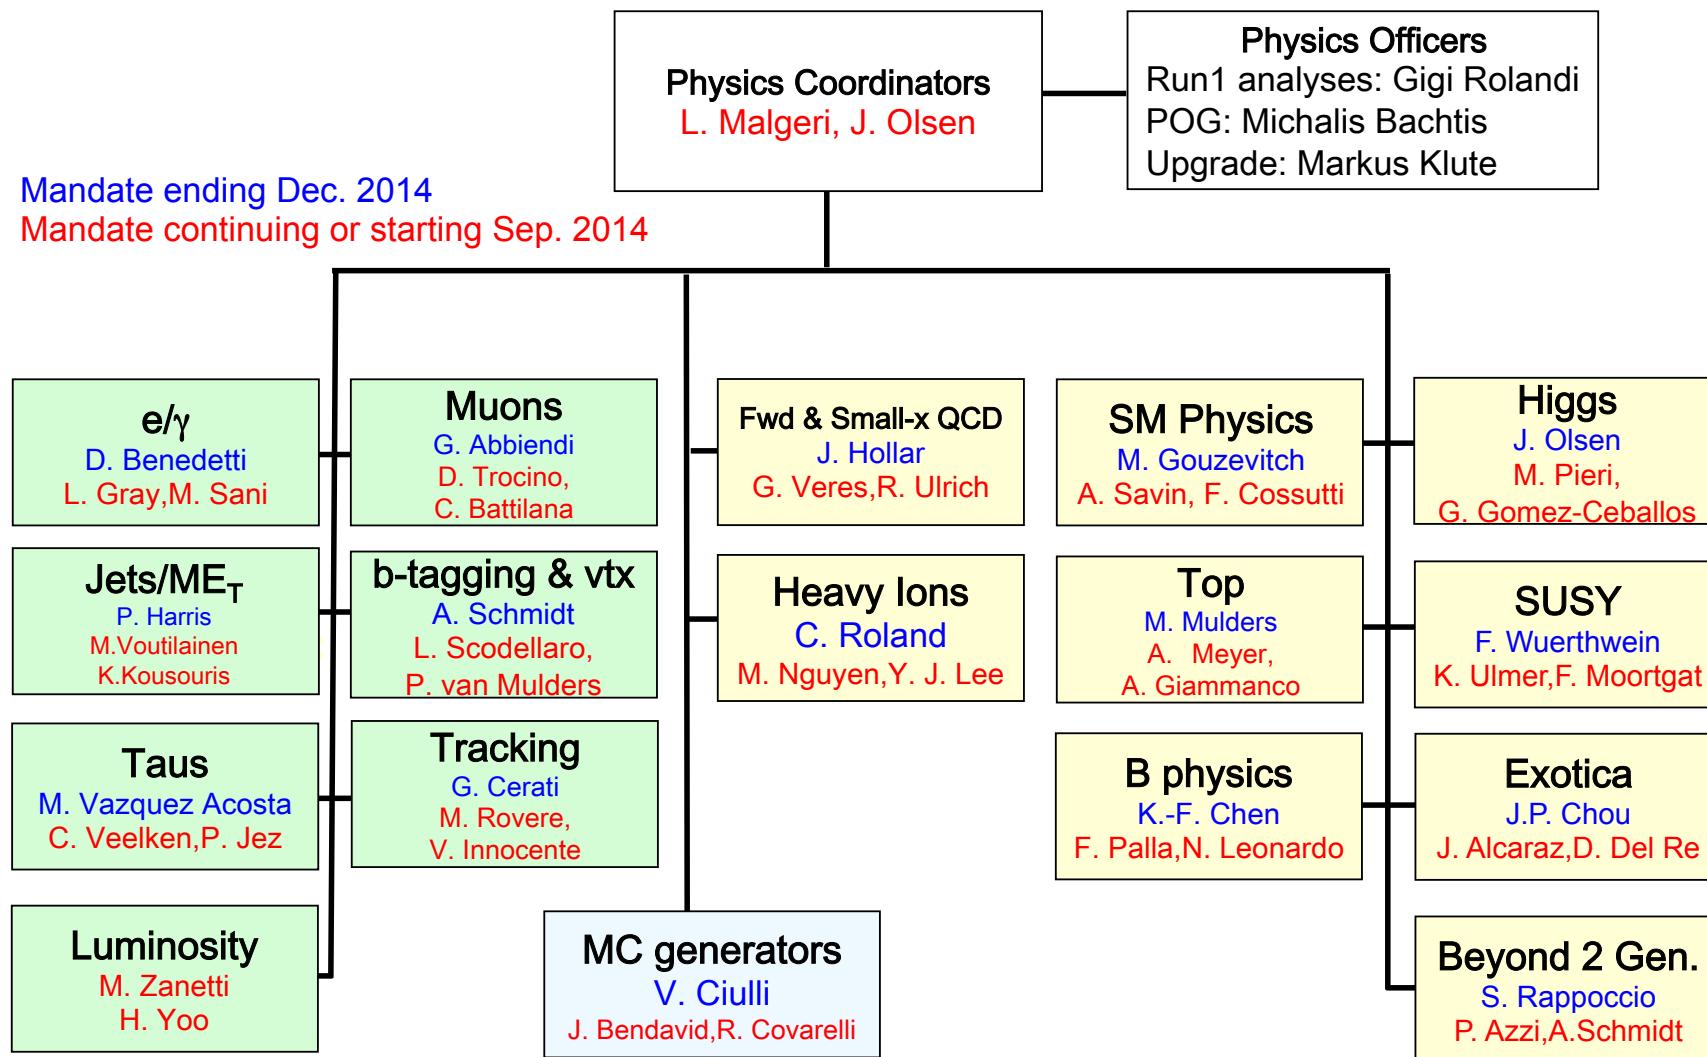 Physics Coordinators
L. Malgeri, J. Olsen
Physics Officers
Run1 analyses: Gigi Rolandi
POG: Michalis Bachtis
Upgrade: Markus Klute
Mandate ending Dec. 2014
Mandate continuing or starting Sep. 2014
e/γ
D. Benedetti
L. Gray,M. Sani
Muons
G. Abbiendi
D. Trocino,
C. Battilana
Fwd & Small-x QCD
J. Hollar
G. Veres,R. Ulrich
SM Physics
M. Gouzevitch
A. Savin, F. Cossutti
Higgs
J. Olsen
M. Pieri,
G. Gomez-Ceballos
Jets/MET
P. Harris
M.Voutilainen
K.Kousouris
b-tagging & vtx
A. Schmidt
L. Scodellaro,
P. van Mulders
Heavy Ions
C. Roland
M. Nguyen,Y. J. Lee
Top
M. Mulders
A. Meyer,
A. Giammanco
SUSY
F. Wuerthwein
K. Ulmer,F. Moortgat
Taus
M. Vazquez Acosta
C. Veelken,P. Jez
Tracking
G. Cerati
M. Rovere,
V. Innocente
B physics
K.-F. Chen
F. Palla,N. Leonardo
Exotica
J.P. Chou
J. Alcaraz,D. Del Re
Luminosity
M. Zanetti
H. Yoo
MC generators
V. Ciulli
J. Bendavid,R. Covarelli
Beyond 2 Gen.
S. Rappoccio
P. Azzi,A.Schmidt